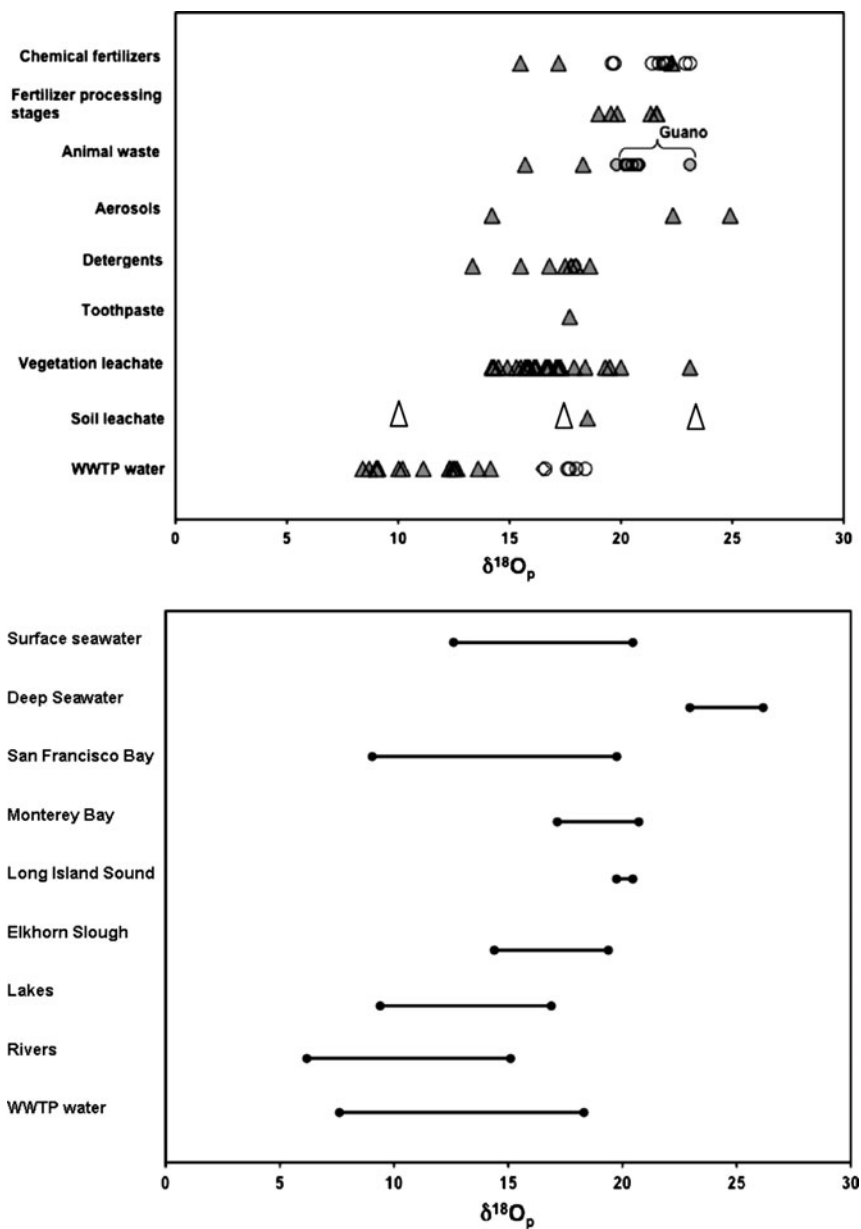 Chemical fertilizers
Fertilizer processing
stages
Guano
Animal waste
Aerosols
Detergents
Toothpaste
Vegetation leachate
Soil leachate
WWTP water
0 5 10 15 20 25 30
δ¹⁸Oₚ
Surface seawater
Deep Seawater
San Francisco Bay
Monterey Bay
Long Island Sound
Elkhorn Slough
Lakes
Rivers
WWTP water
0 5 10 15 20 25 30
δ¹⁸Oₚ